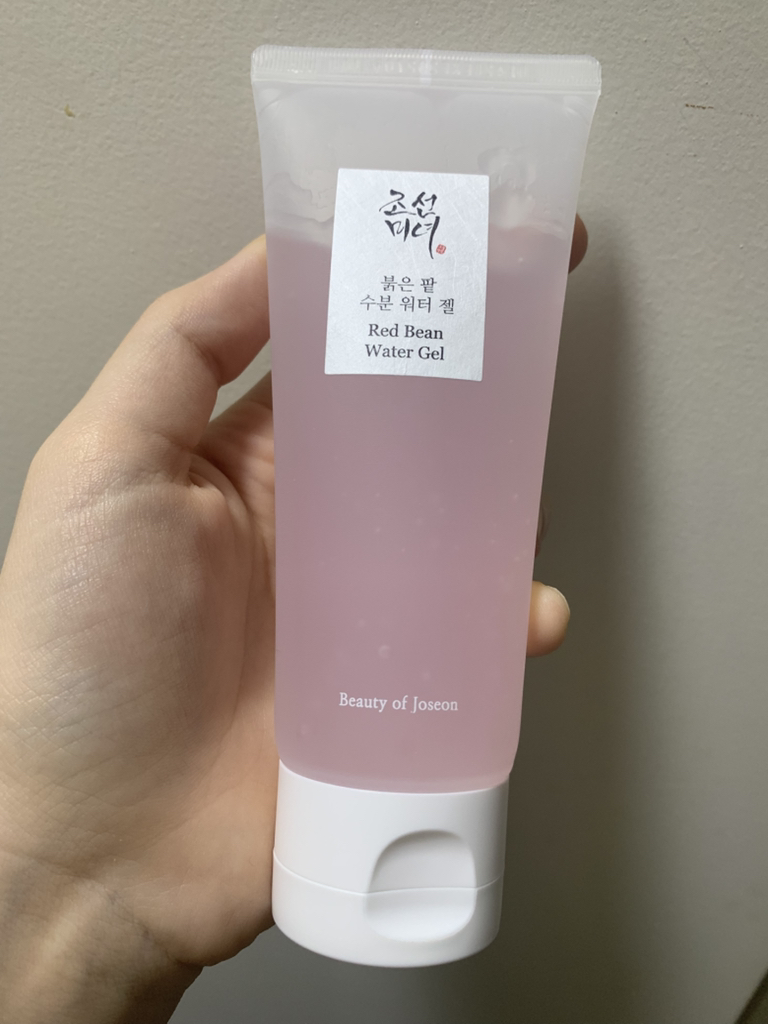 조선
미녀
붉은 팥
수분 워터 젤
Red Bean
Water Gel
Beauty of Joseon